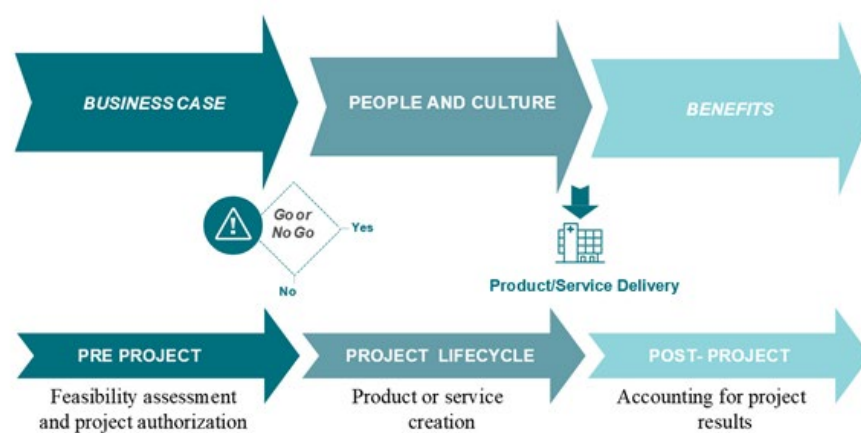 BUSINESS CASE
PEOPLE AND CULTURE
BENEFITS
Go or
No Go
Yes
No
Product/Service Delivery
PRE PROJECT
PROJECT LIFECYCLE
POST- PROJECT
Feasibility assessment
and project authorization
Product or service
creation
Accounting for project
results